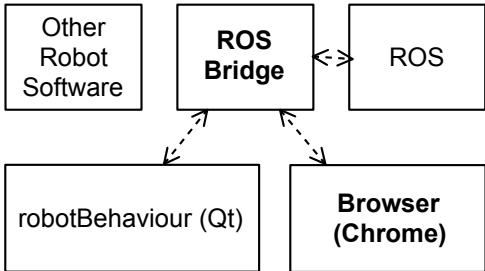 Other
Robot
Software
ROS
Bridge
ROS
robotBehaviour (Qt)
Browser
(Chrome)